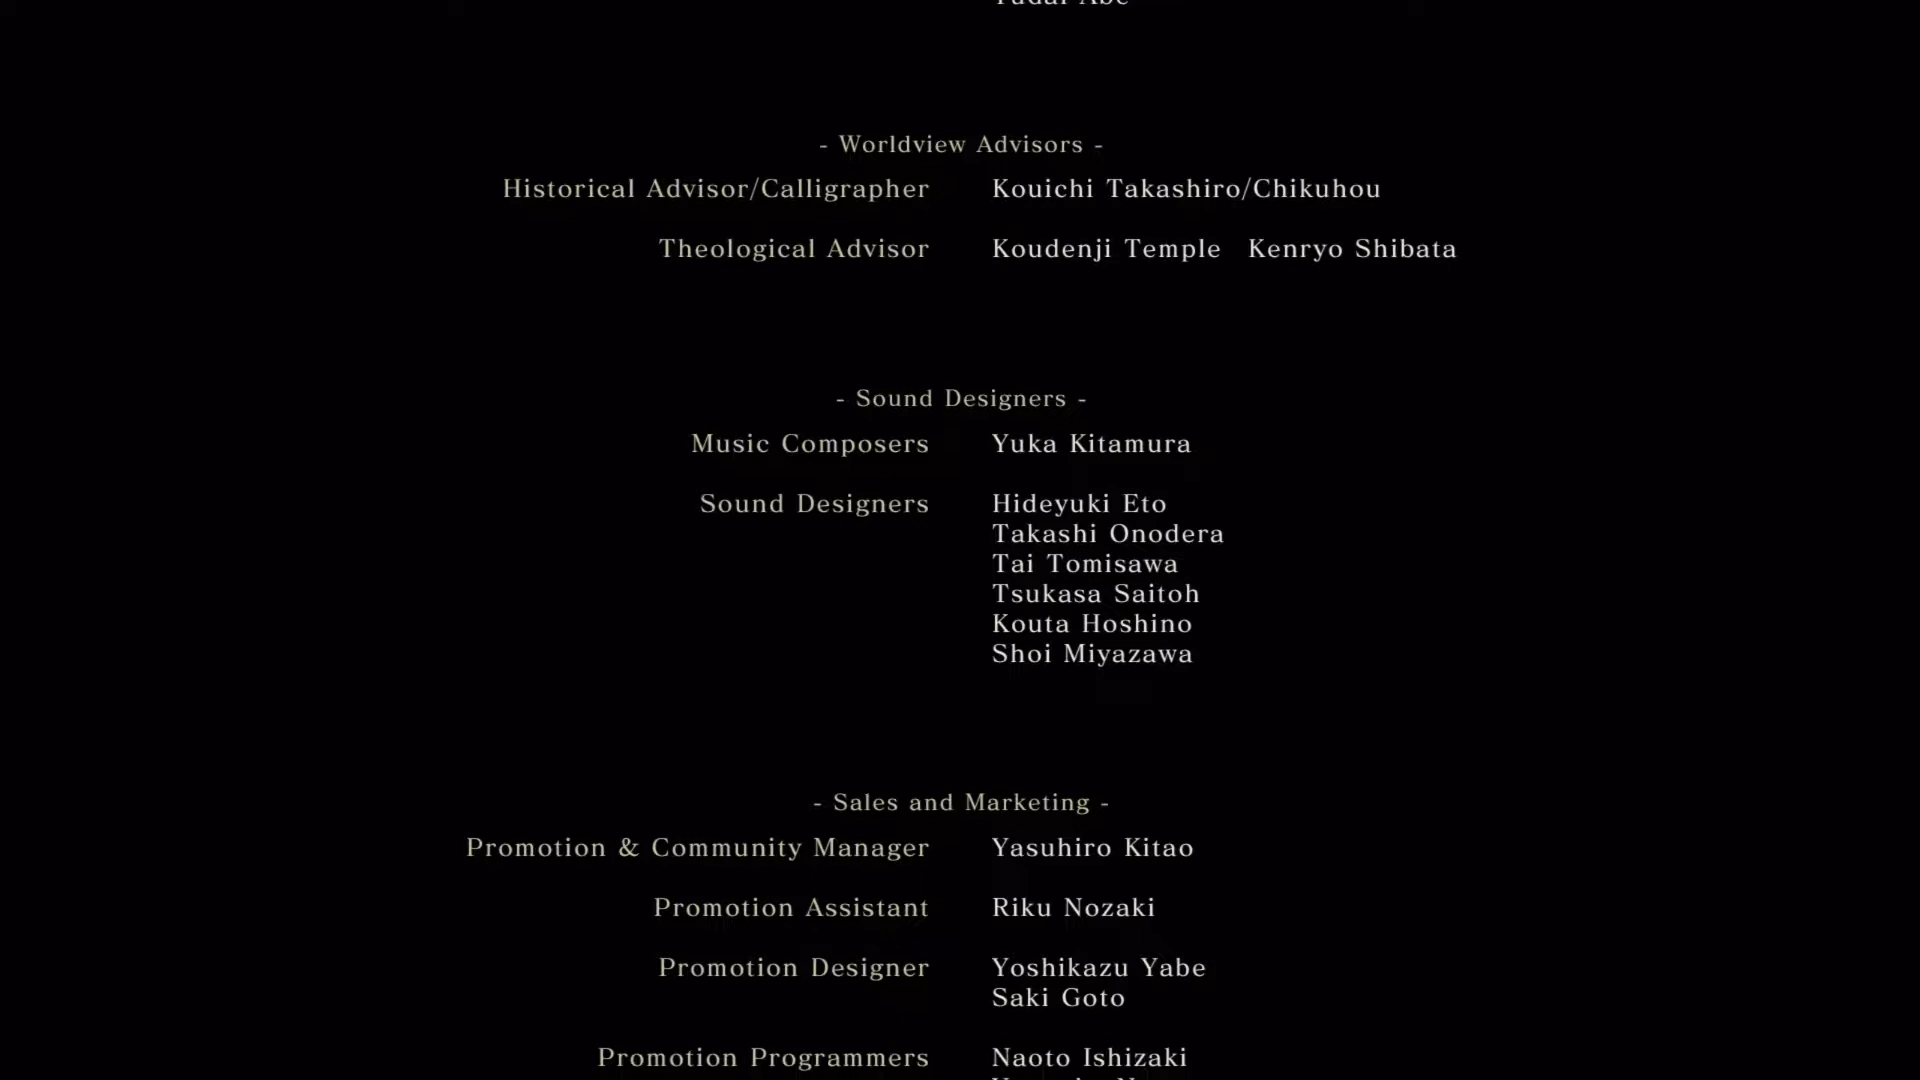 - Worldview Advisors -
Historical Advisor/Calligrapher Kouichi Takashiro/Chikuhou
Theological Advisor Koudenji Temple Kenryo Shibata
- Sound Designers -
Music Composers Yuka Kitamura
Sound Designers Hideyuki Eto
Takashi Onodera
Tai Tomisawa
Tsukasa Saitoh
Kouta Hoshino
Shoi Miyazawa
- Sales and Marketing -
Promotion & Community Manager Yasuhiro Kitao
Promotion Assistant Riku Nozaki
Promotion Designer Yoshikazu Yabe
Saki Goto
Promotion Programmers Naoto Ishizaki